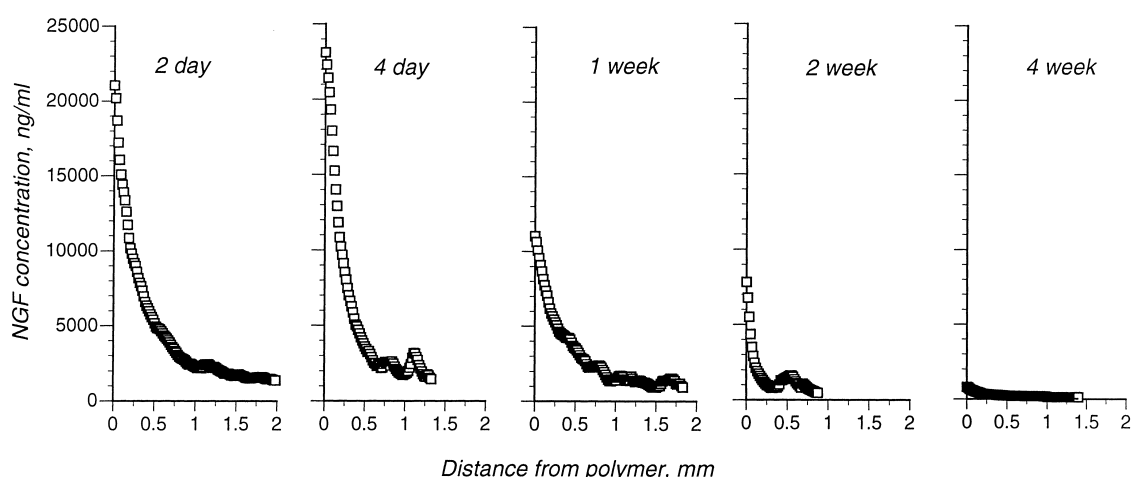 NGF concentration, ng/ml
25000
20000
15000
10000
5000
0
2 day
4 day
1 week
2 week
4 week
0 0.5 1 1.5 2
0 0.5 1 1.5 2
0 0.5 1 1.5 2
0 0.5 1 1.5 2
0 0.5 1 1.5 2
Distance from polymer, mm